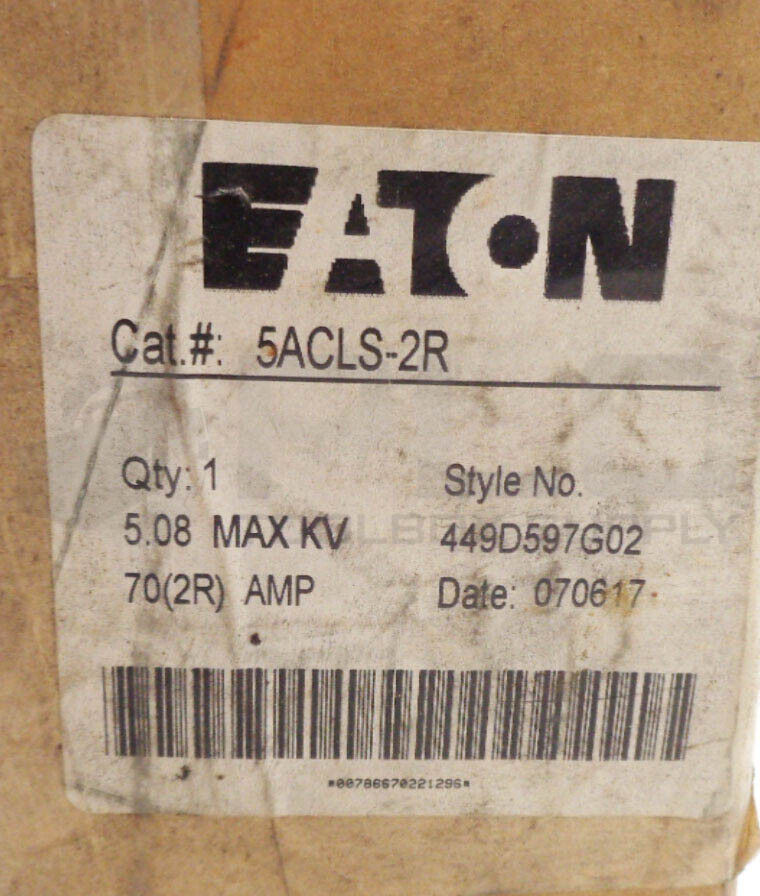 EATON
Cat.#: 5ACLS-2R
Qty: 1
Style No.
5.08 MAX KV
449D597G02
70(2R) AMP
Date: 070617
*00786670221296*